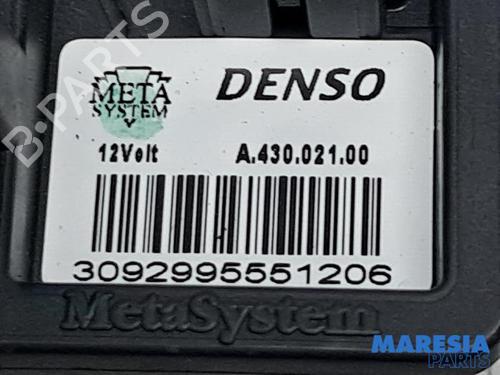 META
SYSTEM
DENSO
12Volt
A.430.021.00
3092995551206
MetaSystem
B-PARTS
MARESIA
PARTS